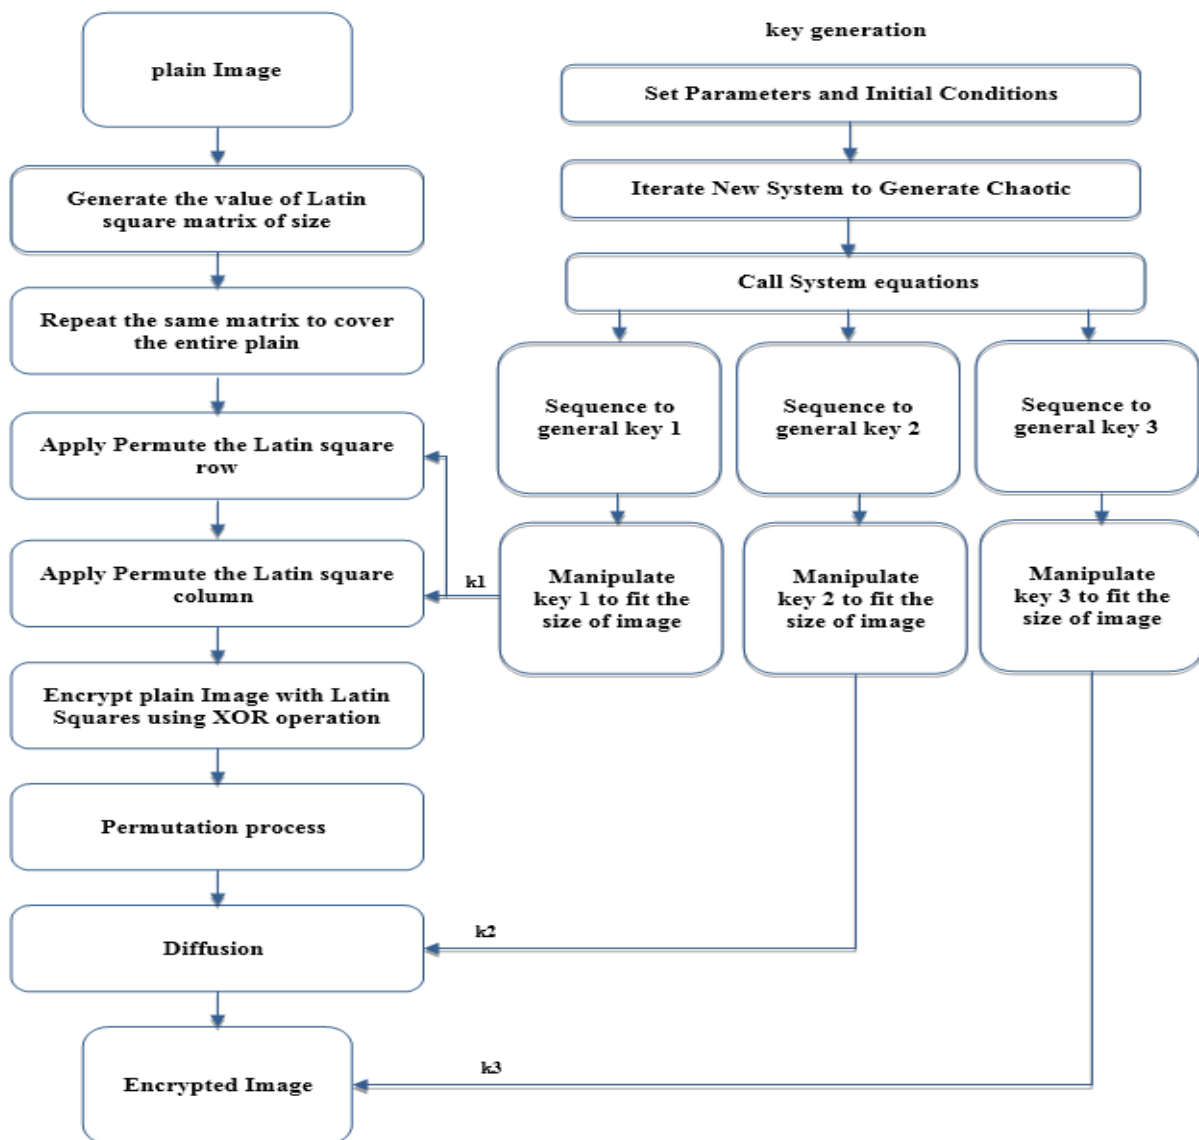 plain Image
Generate the value of Latin
square matrix of size
Repeat the same matrix to cover
the entire plain
Apply Permute the Latin square
row
Apply Permute the Latin square
column
Encrypt plain Image with Latin
Squares using XOR operation
Permutation process
Diffusion
Encrypted Image
key generation
Set Parameters and Initial Conditions
Iterate New System to Generate Chaotic
Call System equations
Sequence to
general key 1
Sequence to
general key 2
Sequence to
general key 3
Manipulate
key 1 to fit the
size of image
Manipulate
key 2 to fit the
size of image
Manipulate
key 3 to fit the
size of image
k1
k2
k3